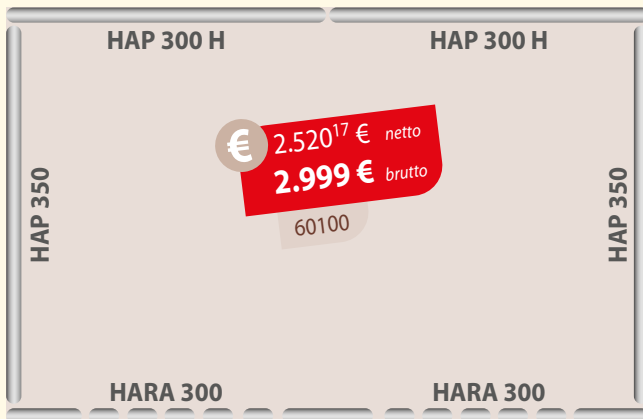 HAP 300 H HAP 300 H
€ 2.520¹⁷ € netto
2.999 € brutto
60100
HAP 350
HAP 350
HARA 300 HARA 300